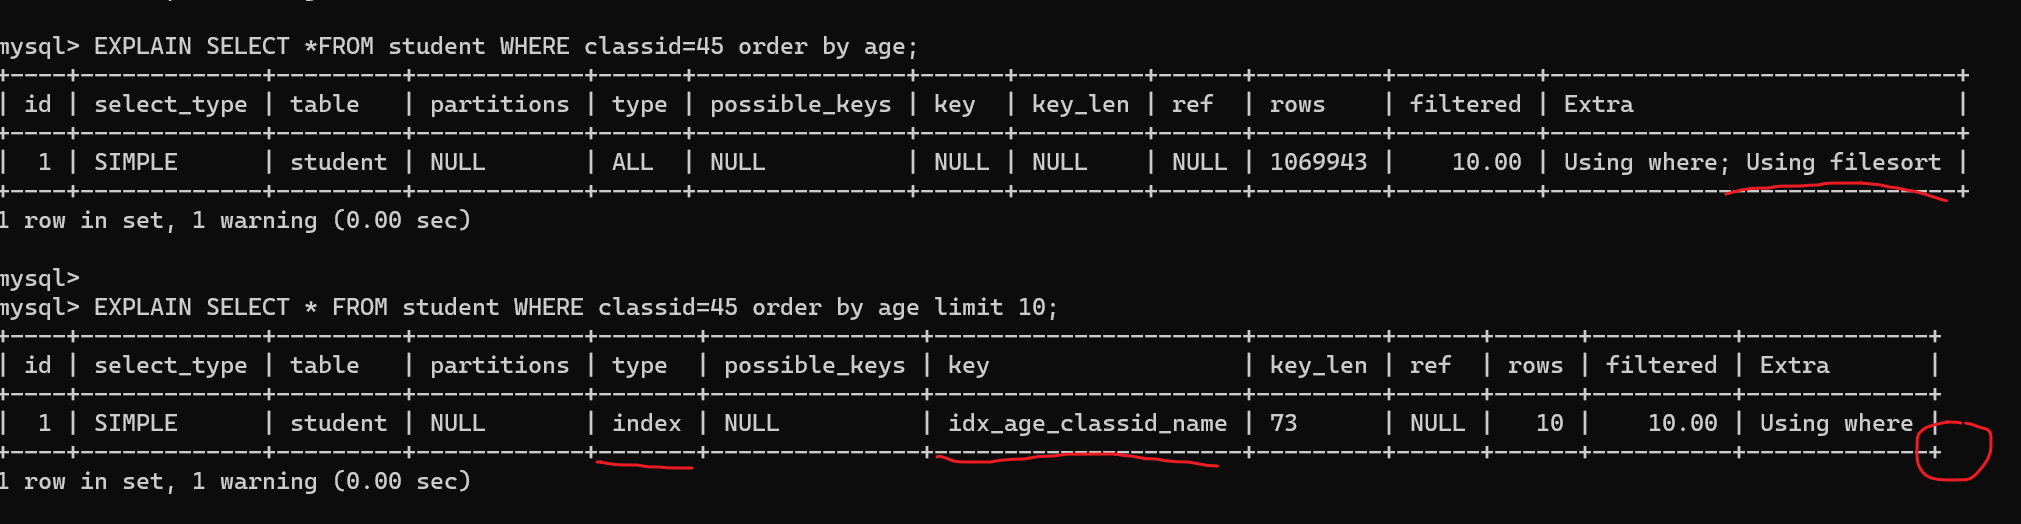 mysql> EXPLAIN SELECT *FROM student WHERE classid=45 order by age;
+----+-------------+---------+------------+------+---------------+------+---------+------+---------+----------+-----------------------------+
| id | select_type | table   | partitions | type | possible_keys | key  | key_len | ref  | rows    | filtered | Extra                       |
+----+-------------+---------+------------+------+---------------+------+---------+------+---------+----------+-----------------------------+
|  1 | SIMPLE      | student | NULL       | ALL  | NULL          | NULL | NULL    | NULL | 1069943 |    10.00 | Using where; Using filesort |
+----+-------------+---------+------------+------+---------------+------+---------+------+---------+----------+-----------------------------+
1 row in set, 1 warning (0.00 sec)
mysql>
mysql> EXPLAIN SELECT * FROM student WHERE classid=45 order by age limit 10;
+----+-------------+---------+------------+-------+---------------+----------------------+---------+------+------+----------+-------------+
| id | select_type | table   | partitions | type  | possible_keys | key                  | key_len | ref  | rows | filtered | Extra       |
+----+-------------+---------+------------+-------+---------------+----------------------+---------+------+------+----------+-------------+
|  1 | SIMPLE      | student | NULL       | index | NULL          | idx_age_classid_name | 73      | NULL |   10 |    10.00 | Using where |
+----+-------------+---------+------------+-------+---------------+----------------------+---------+------+------+----------+-------------+
1 row in set, 1 warning (0.00 sec)